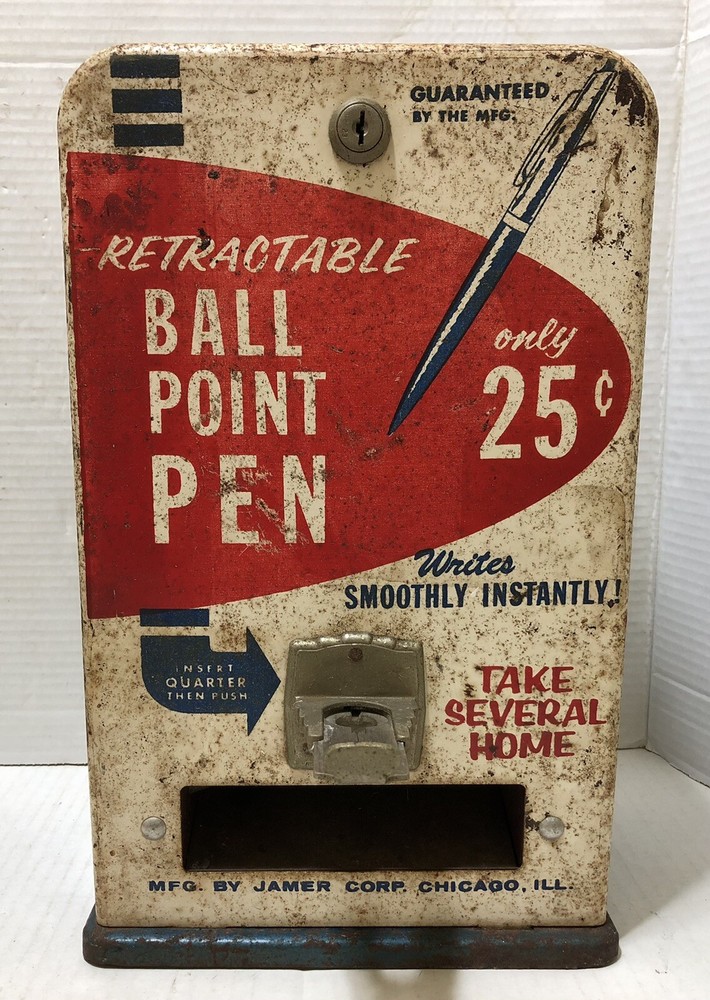 GUARANTEED
BY THE MFG.
RETRACTABLE
BALL
POINT
PEN
only
25¢
Writes
SMOOTHLY INSTANTLY!
INSERT
QUARTER
THEN PUSH
TAKE
SEVERAL
HOME
MFG. BY JAMER CORP. CHICAGO, ILL.